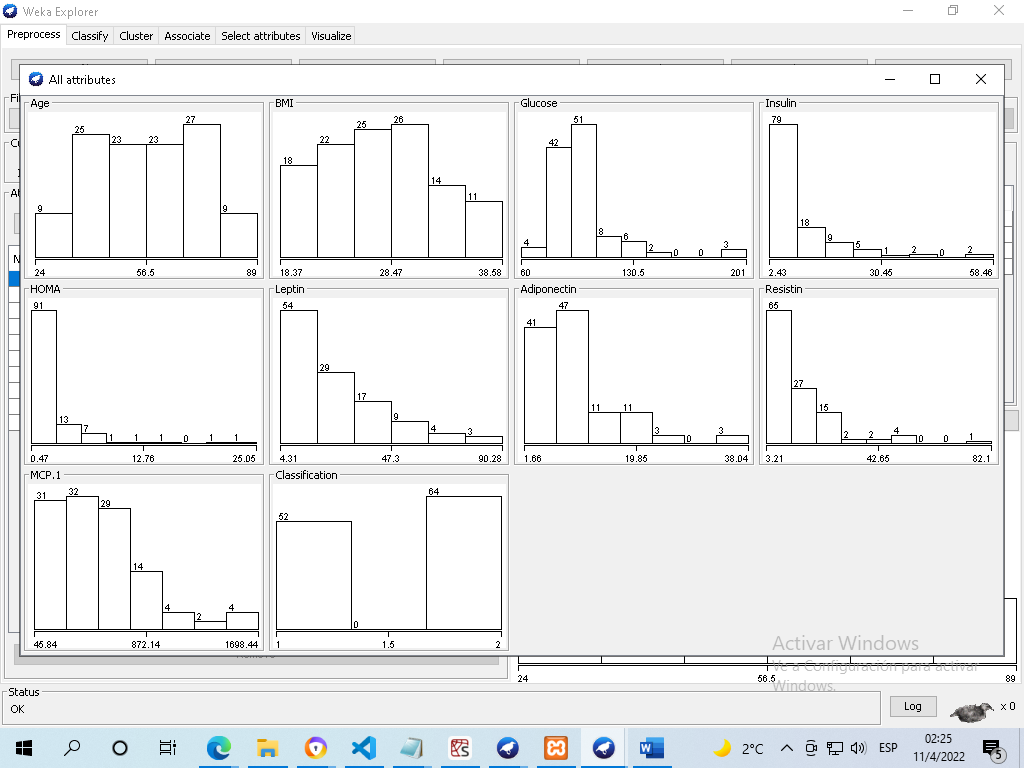 Weka Explorer
Preprocess Classify Cluster Associate Select attributes Visualize
All attributes
Age
9 25 23 23 27 9
24 56.5 89
BMI
18 22 25 26 14 11
18.37 28.47 38.58
Glucose
4 42 51 8 6 2 0 0 3
60 130.5 201
Insulin
79 18 9 5 1 2 0 2
2.43 30.45 58.46
HOMA
91 13 7 1 1 1 0 1 1
0.47 12.76 25.05
Leptin
54 29 17 9 4 3
4.31 47.3 90.28
Adiponectin
41 47 11 11 3 0 3
1.66 19.85 38.04
Resistin
65 27 15 2 2 4 0 0 1
3.21 42.65 82.1
MCP.1
31 32 29 14 4 2 4
45.84 872.14 1698.44
Classification
52 0 64
1 1.5 2
24 56.5 89
Activar Windows
Ve a Configuración para activar
Windows.
Status
OK
Log
x 0
2°C
ESP
02:25
11/4/2022
5